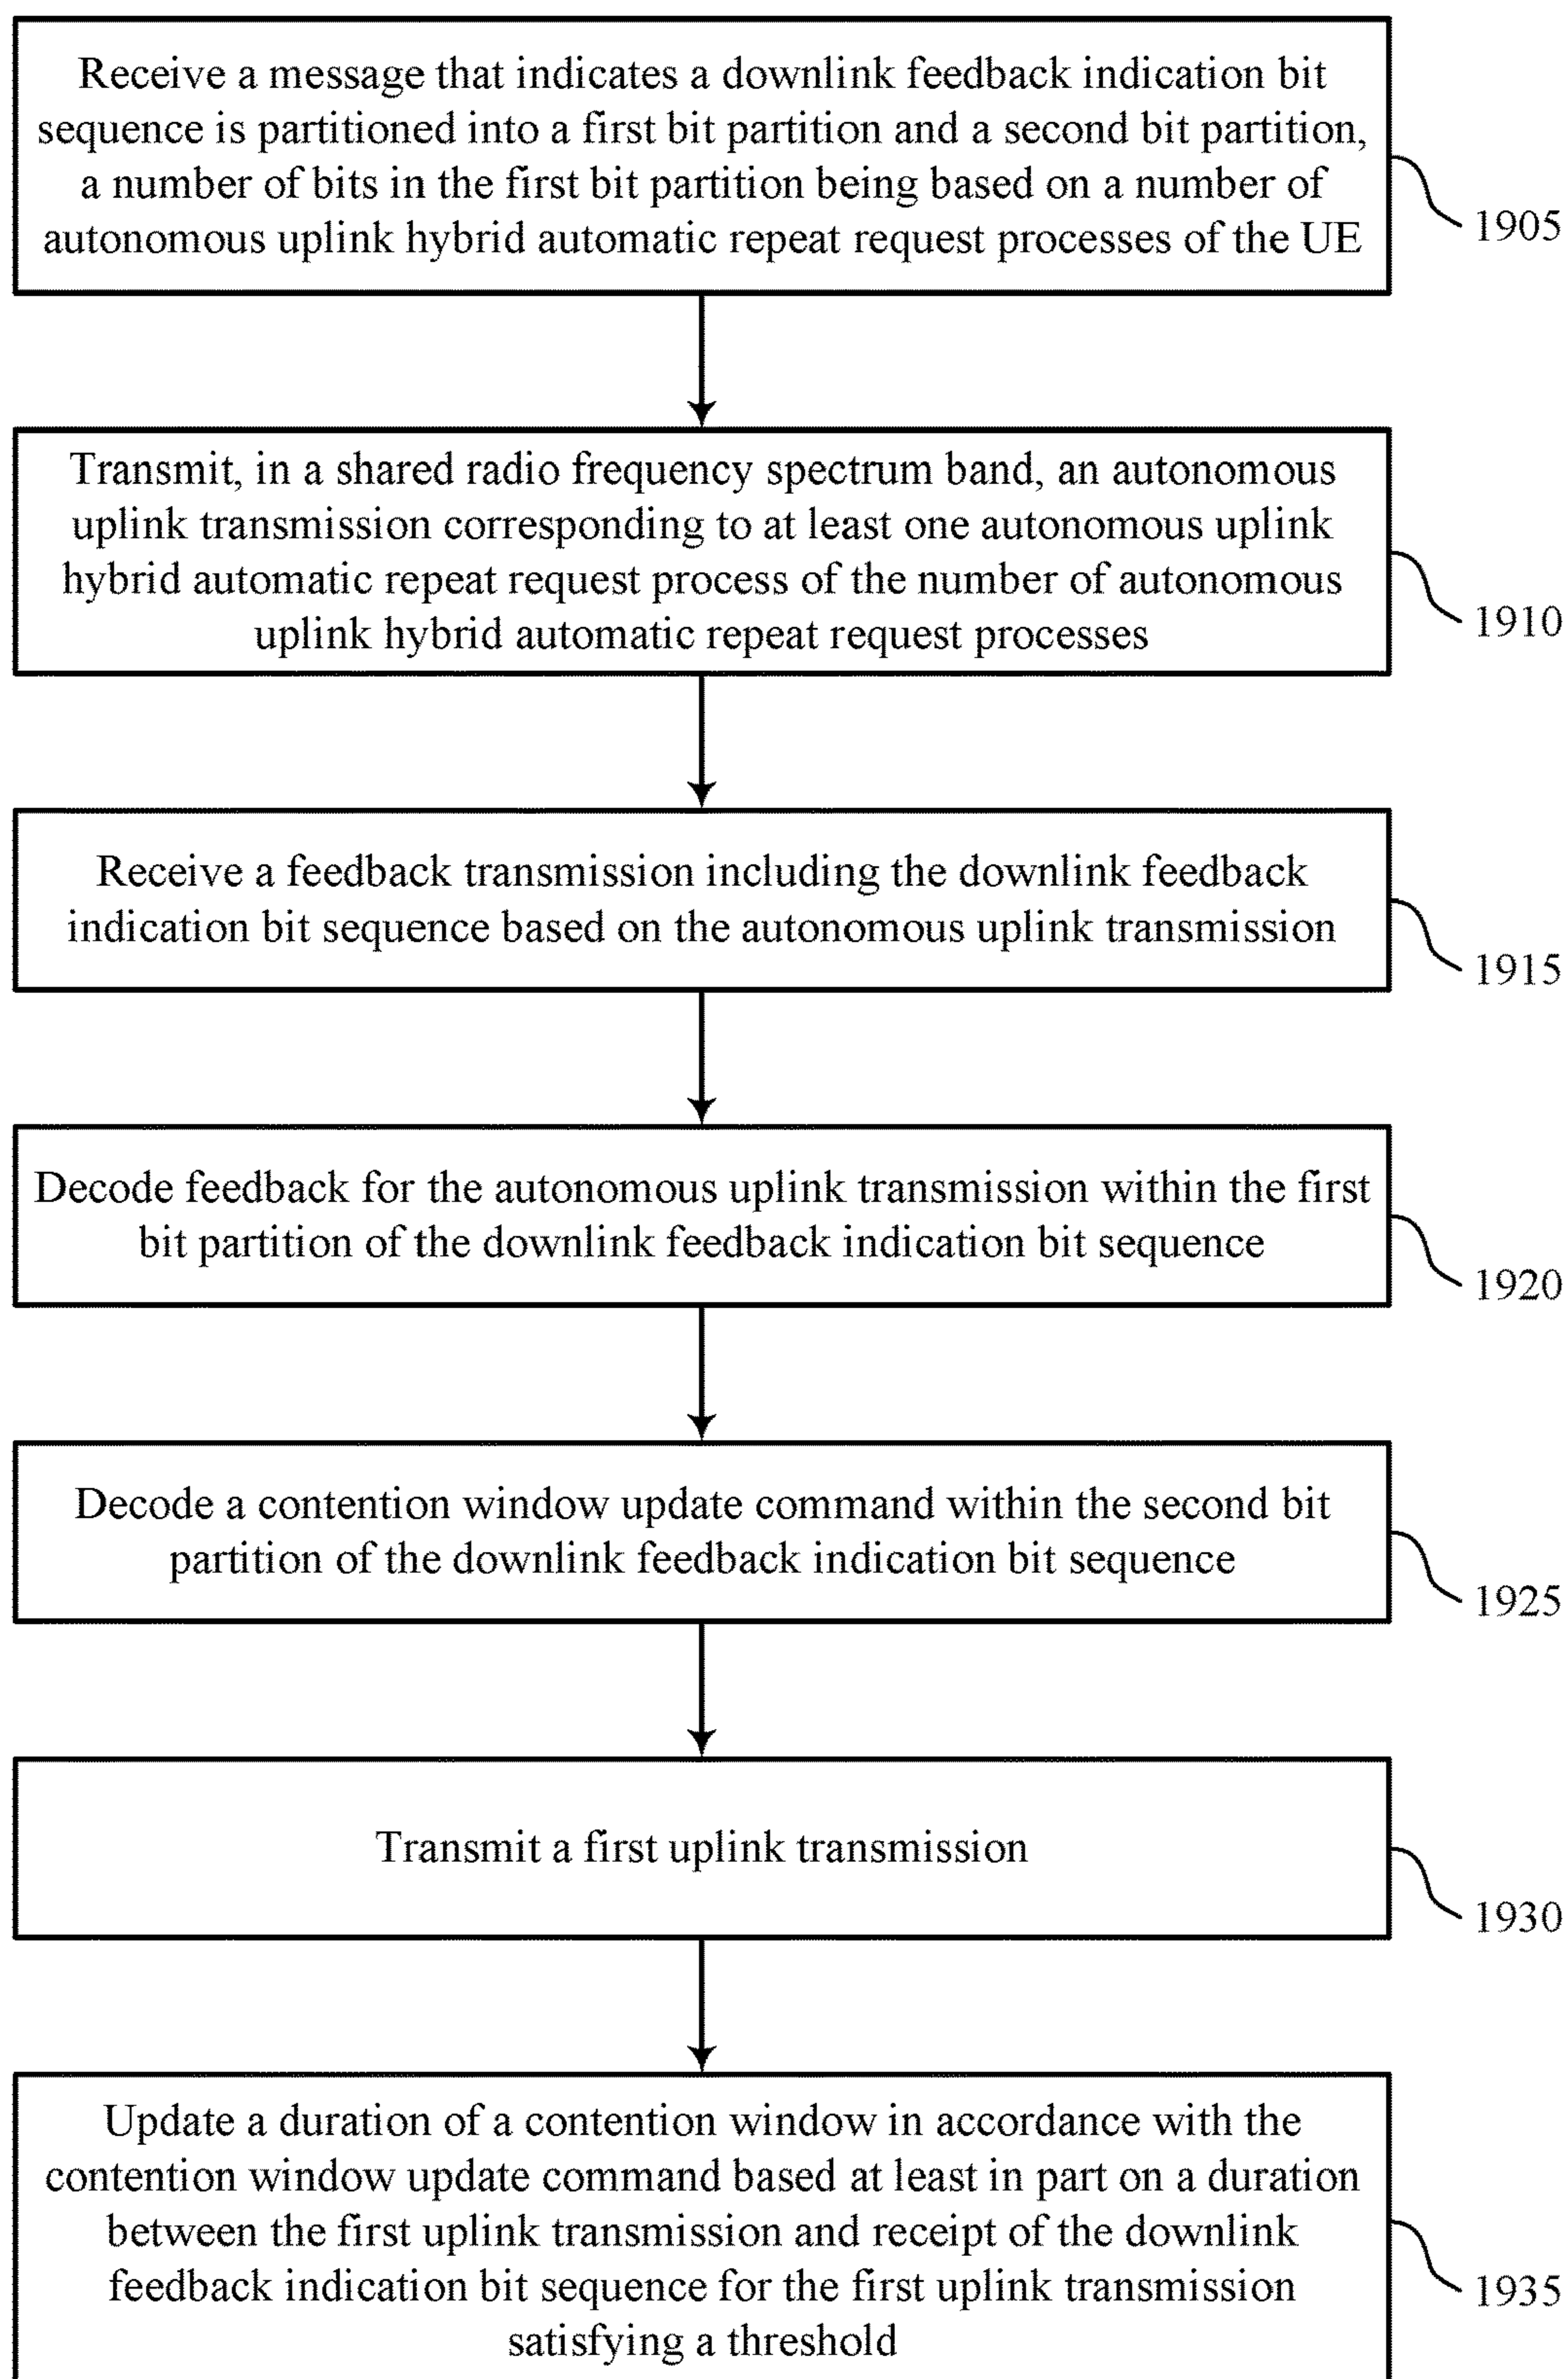 Receive a message that indicates a downlink feedback indication bit
sequence is partitioned into a first bit partition and a second bit partition,
a number of bits in the first bit partition being based on a number of
autonomous uplink hybrid automatic repeat request processes of the UE
1905
Transmit, in a shared radio frequency spectrum band, an autonomous
uplink transmission corresponding to at least one autonomous uplink
hybrid automatic repeat request process of the number of autonomous
uplink hybrid automatic repeat request processes
1910
Receive a feedback transmission including the downlink feedback
indication bit sequence based on the autonomous uplink transmission
1915
Decode feedback for the autonomous uplink transmission within the first
bit partition of the downlink feedback indication bit sequence
1920
Decode a contention window update command within the second bit
partition of the downlink feedback indication bit sequence
1925
Transmit a first uplink transmission
1930
Update a duration of a contention window in accordance with the
contention window update command based at least in part on a duration
between the first uplink transmission and receipt of the downlink
feedback indication bit sequence for the first uplink transmission
satisfying a threshold
1935